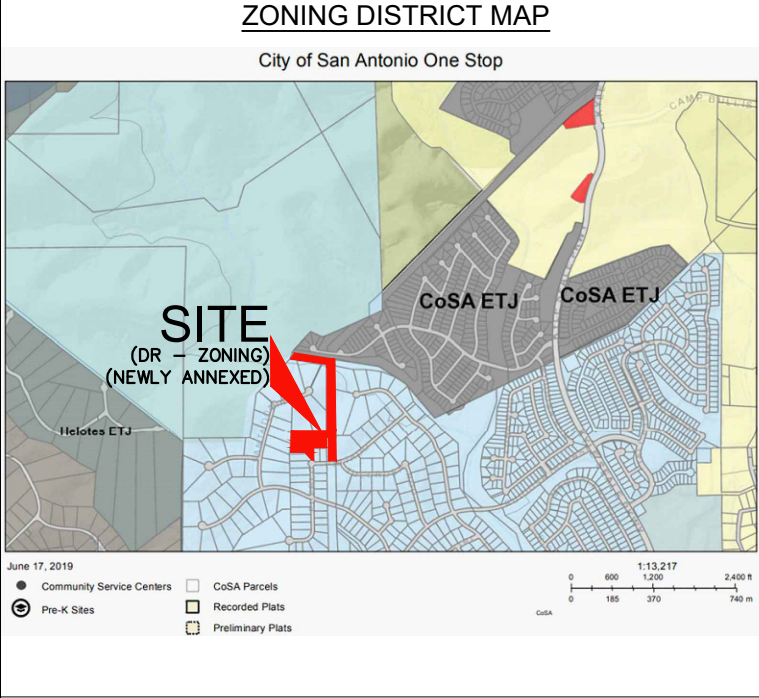 ZONING DISTRICT MAP
City of San Antonio One Stop
CAMP BULLIS
CoSA ETJ
CoSA ETJ
SITE
(DR – ZONING)
(NEWLY ANNEXED)
Helotes ETJ
June 17, 2019
Community Service Centers
Pre-K Sites
CoSA Parcels
Recorded Plats
Preliminary Plats
1:13,217
0 600 1,200 2,400 ft
0 185 370 740 m
CoSA